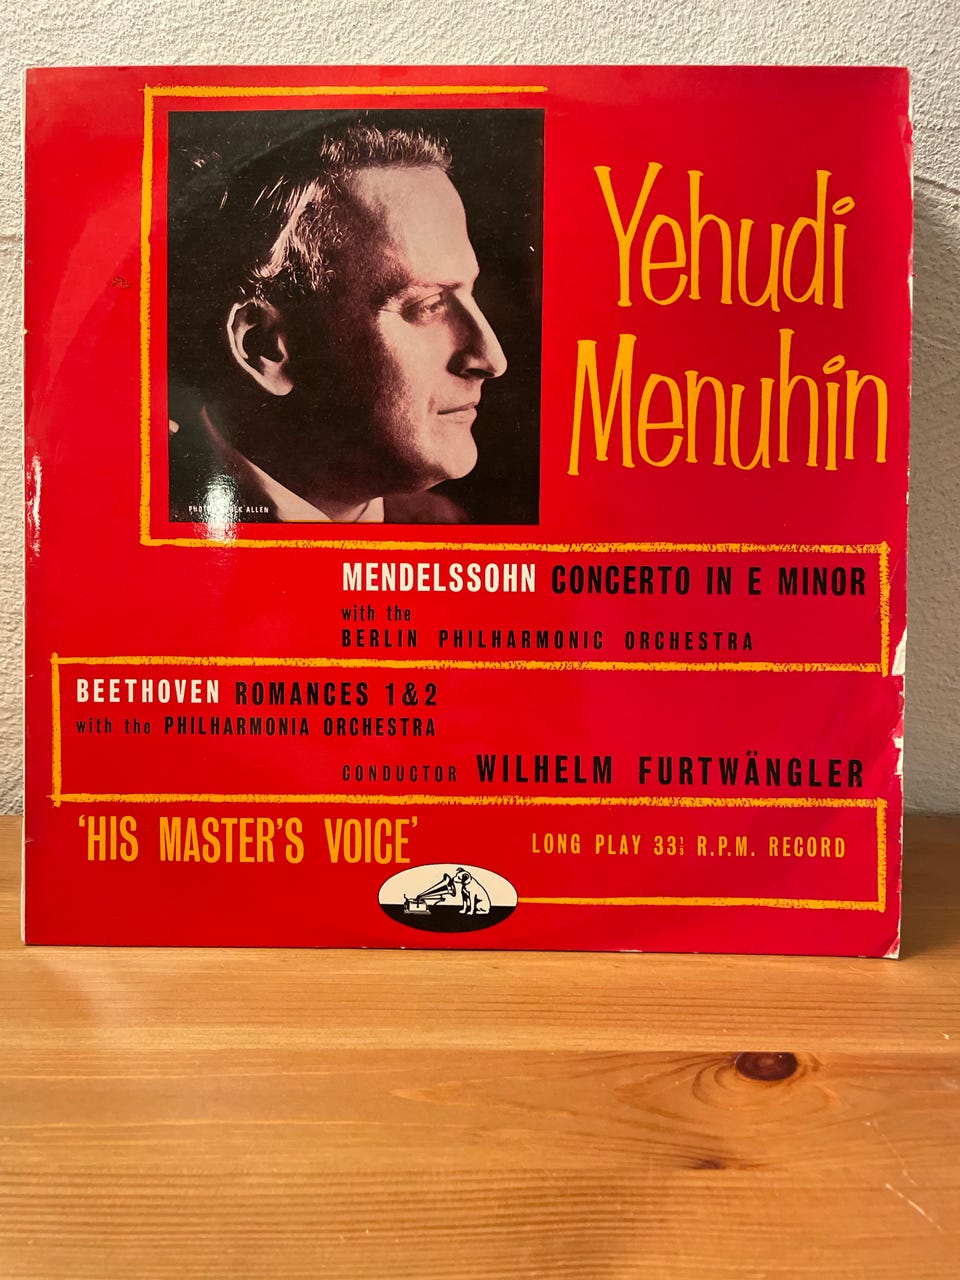 Yehudi
Menuhin
ALLEN
MENDELSSOHN CONCERTO IN E MINOR
with the
BERLIN PHILHARMONIC ORCHESTRA
BEETHOVEN ROMANCES 1 & 2
with the PHILHARMONIA ORCHESTRA
CONDUCTOR WILHELM FURTWÄNGLER
'HIS MASTER'S VOICE'
LONG PLAY 33⅓ R.P.M. RECORD